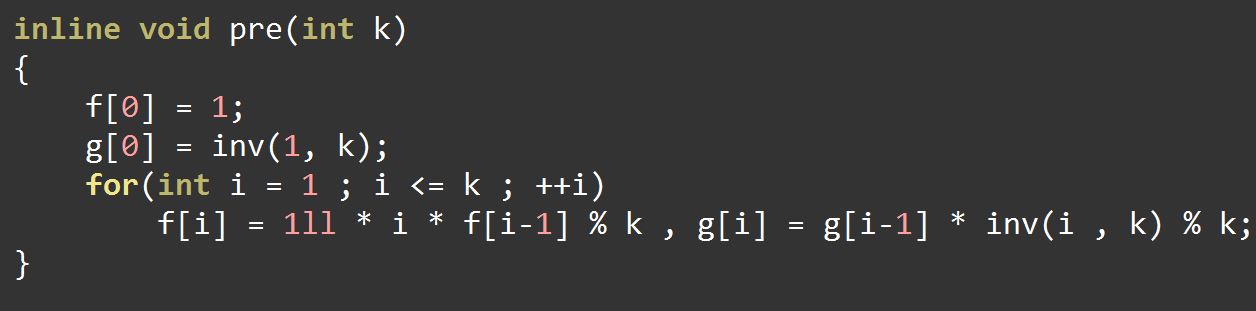 inline void pre(int k)
{
    f[0] = 1;
    g[0] = inv(1, k);
    for(int i = 1 ; i <= k ; ++i)
        f[i] = 1ll * i * f[i-1] % k , g[i] = g[i-1] * inv(i , k) % k;
}